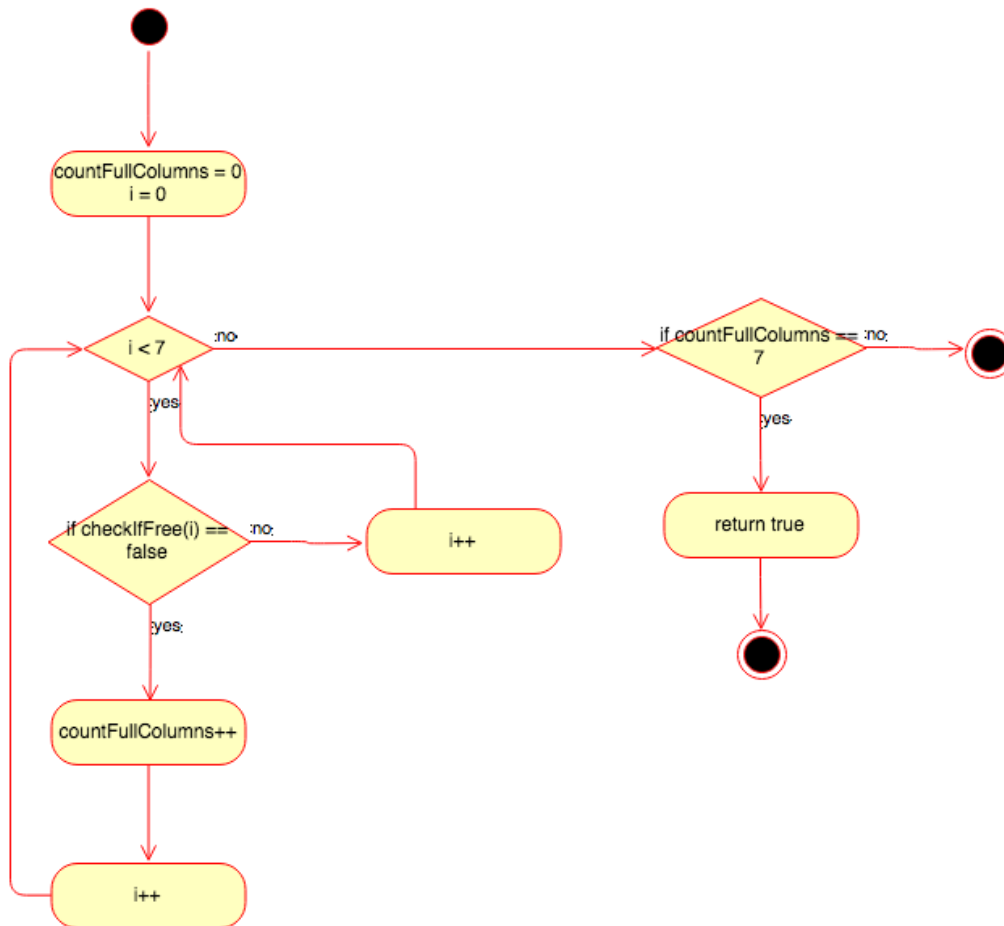 countFullColumns = 0
i = 0
i < 7
:no
:yes
if checkIfFree(i) ==
false
:no:
i++
:yes:
countFullColumns++
i++
if countFullColumns ==
7
:no:
:yes:
return true